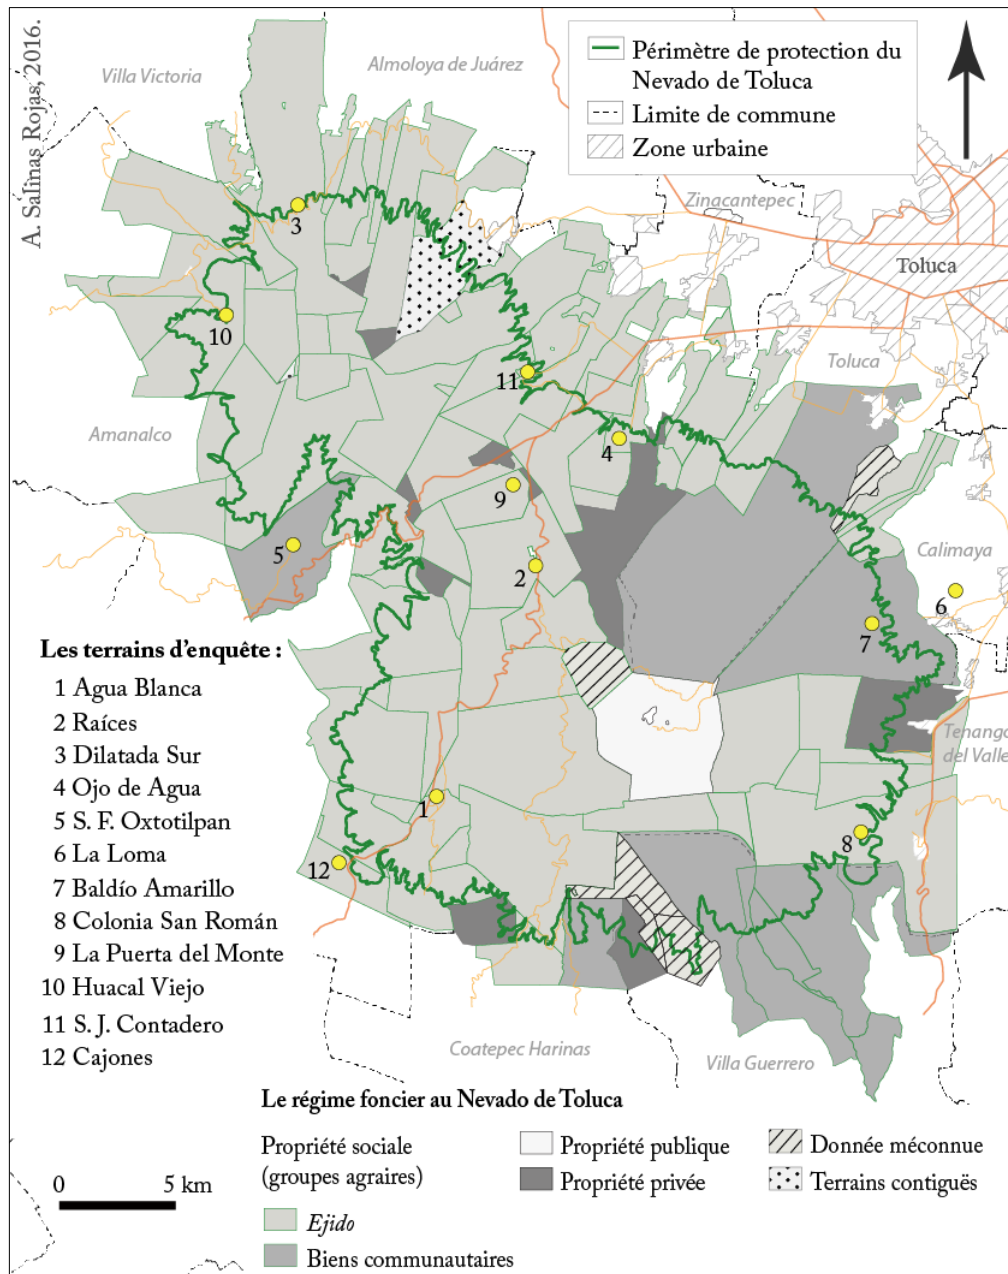 A. Salinas Rojas, 2016.
Villa Victoria
Almoloya de Juárez
Périmètre de protection du
Nevado de Toluca
Limite de commune
Zone urbaine
Zinacantepec
Toluca
Toluca
Amanalco
Calimaya
Tenango
del Valle
3
10
11
4
9
5
2
6
7
1
8
12
Les terrains d'enquête :
1 Agua Blanca
2 Raíces
3 Dilatada Sur
4 Ojo de Agua
5 S. F. Oxtotilpan
6 La Loma
7 Baldío Amarillo
8 Colonia San Román
9 La Puerta del Monte
10 Huacal Viejo
11 S. J. Contadero
12 Cajones
Coatepec Harinas
Villa Guerrero
Le régime foncier au Nevado de Toluca
Propriété sociale
(groupes agraires)
Ejido
Biens communautaires
Propriété publique
Propriété privée
Donnée méconnue
Terrains contiguës
0 5 km